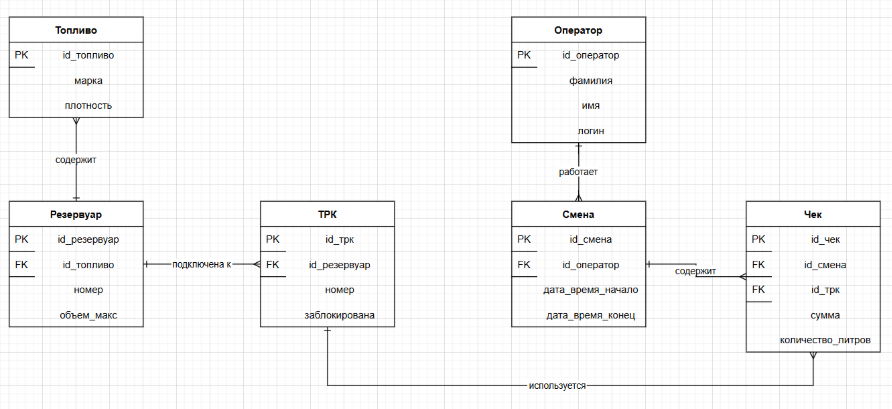 Топливо
PK id_топливо
марка
плотность
Оператор
PK id_оператор
фамилия
имя
логин
содержит
работает
Резервуар
PK id_резервуар
FK id_топливо
номер
объем_макс
подключена к
ТРК
PK id_трк
FK id_резервуар
номер
заблокирована
Смена
PK id_смена
FK id_оператор
дата_время_начало
дата_время_конец
содержит
Чек
PK id_чек
FK id_смена
FK id_трк
сумма
количество_литров
используется